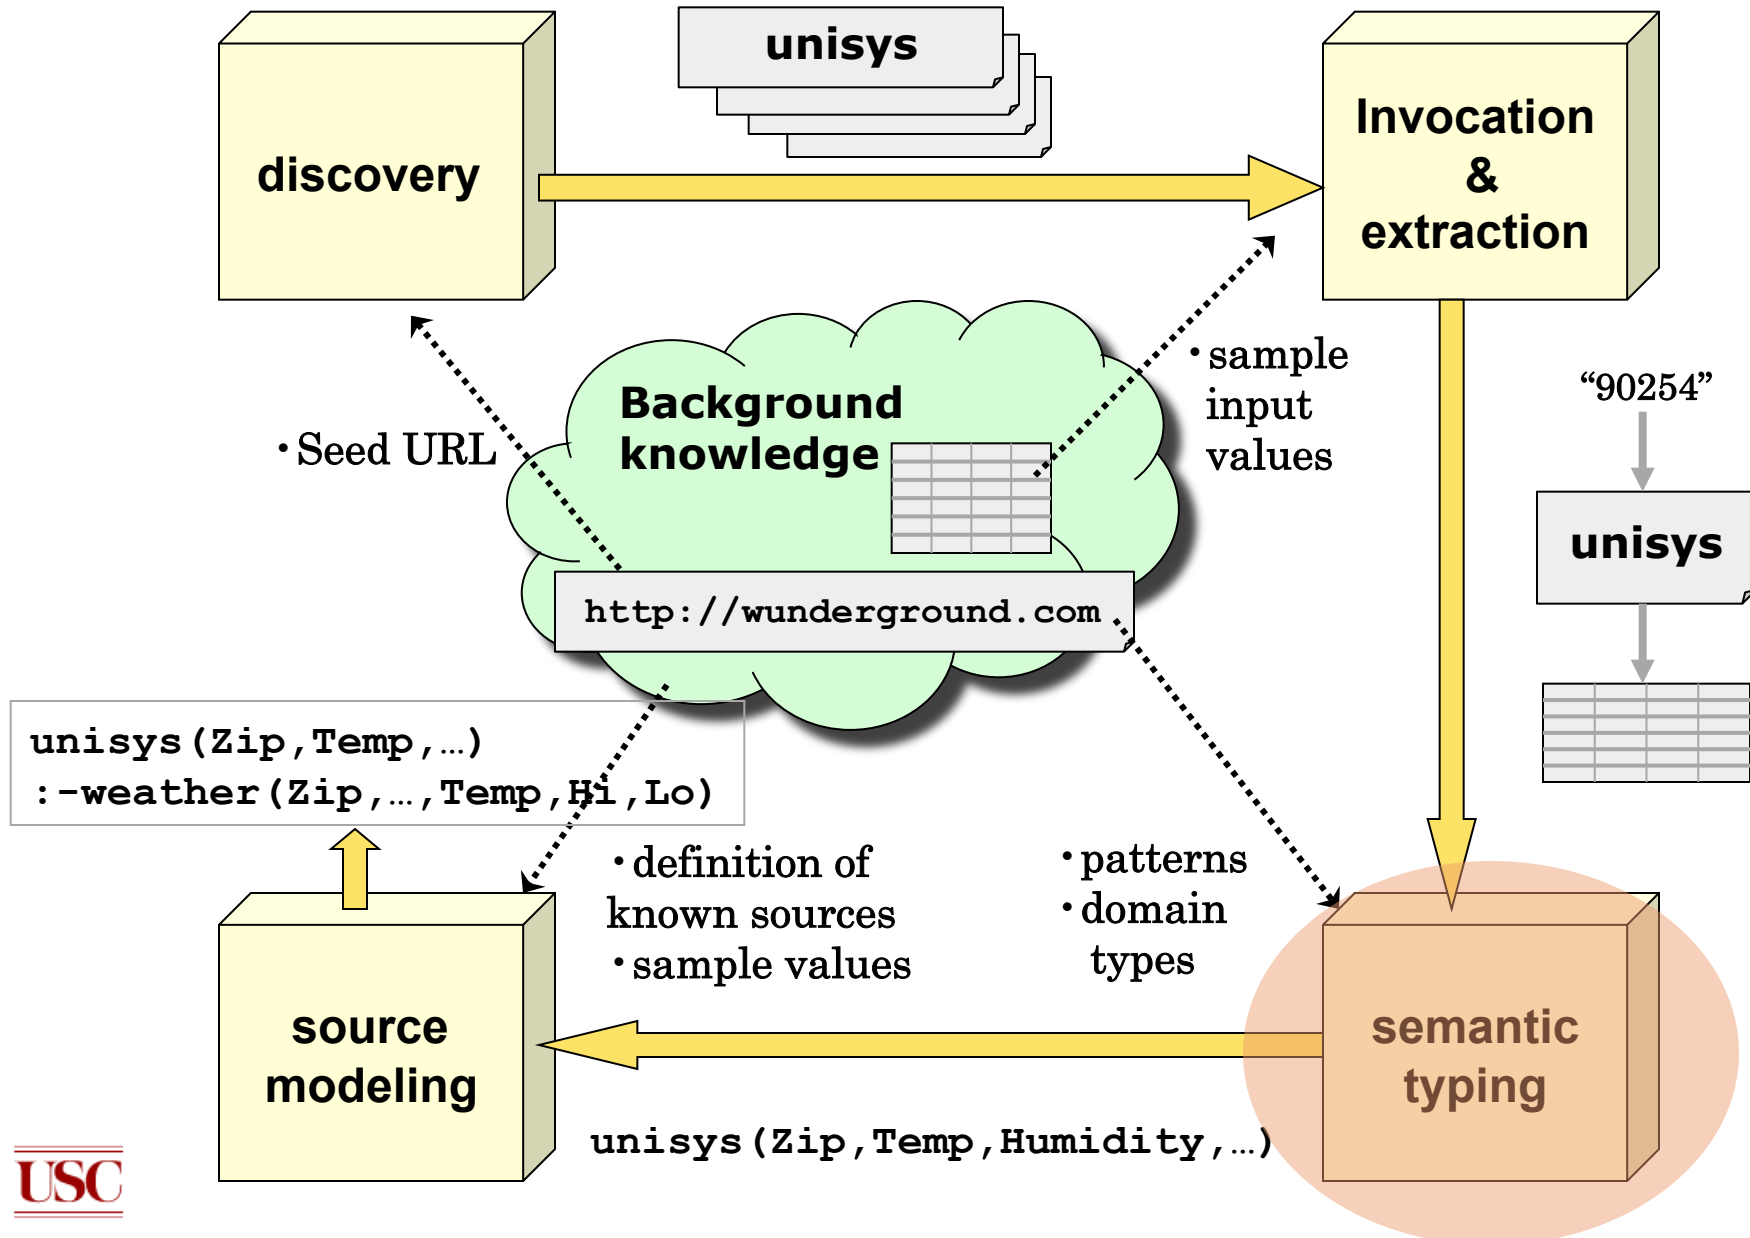 unisys
discovery
Invocation
&
extraction
Background
knowledge
• Seed URL
• sample
input
values
"90254"
unisys
http://wunderground.com
unisys(Zip,Temp,…)
:-weather(Zip,…,Temp,Hi,Lo)
• definition of
known sources
• sample values
• patterns
• domain
types
source
modeling
semantic
typing
unisys(Zip,Temp,Humidity,…)
USC